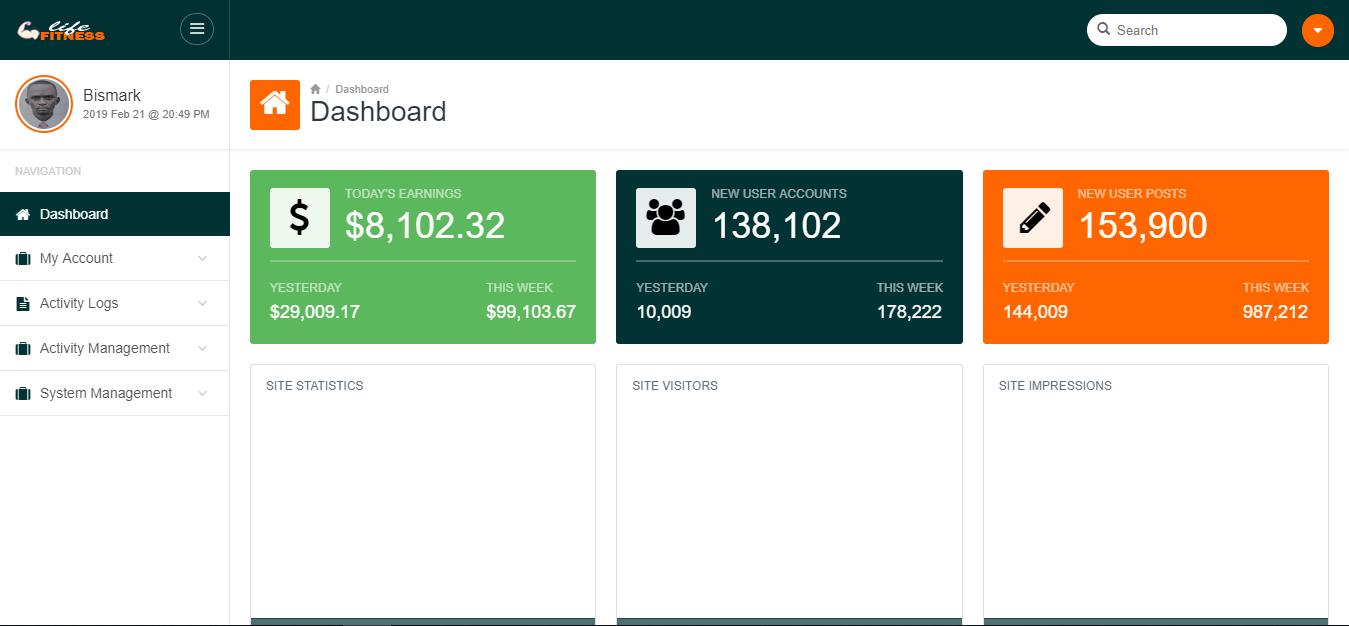 life
FITNESS
Search
Bismark
2019 Feb 21 @ 20:49 PM
/ Dashboard
Dashboard
NAVIGATION
Dashboard
My Account
Activity Logs
Activity Management
System Management
TODAY'S EARNINGS
$
$8,102.32
YESTERDAY THIS WEEK
$29,009.17 $99,103.67
NEW USER ACCOUNTS
138,102
YESTERDAY THIS WEEK
10,009 178,222
NEW USER POSTS
153,900
YESTERDAY THIS WEEK
144,009 987,212
SITE STATISTICS
SITE VISITORS
SITE IMPRESSIONS